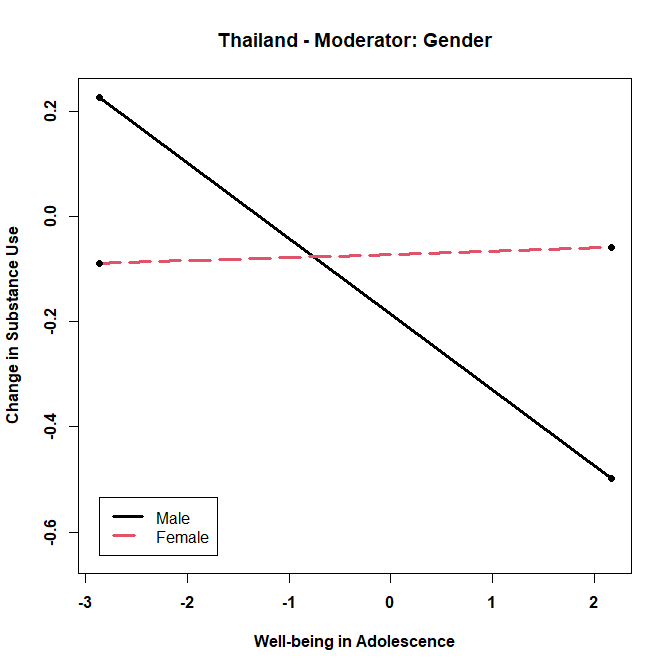 Thailand - Moderator: Gender
Change in Substance Use
0.2
0.0
-0.2
-0.4
-0.6
Male
Female
-3 -2 -1 0 1 2
Well-being in Adolescence